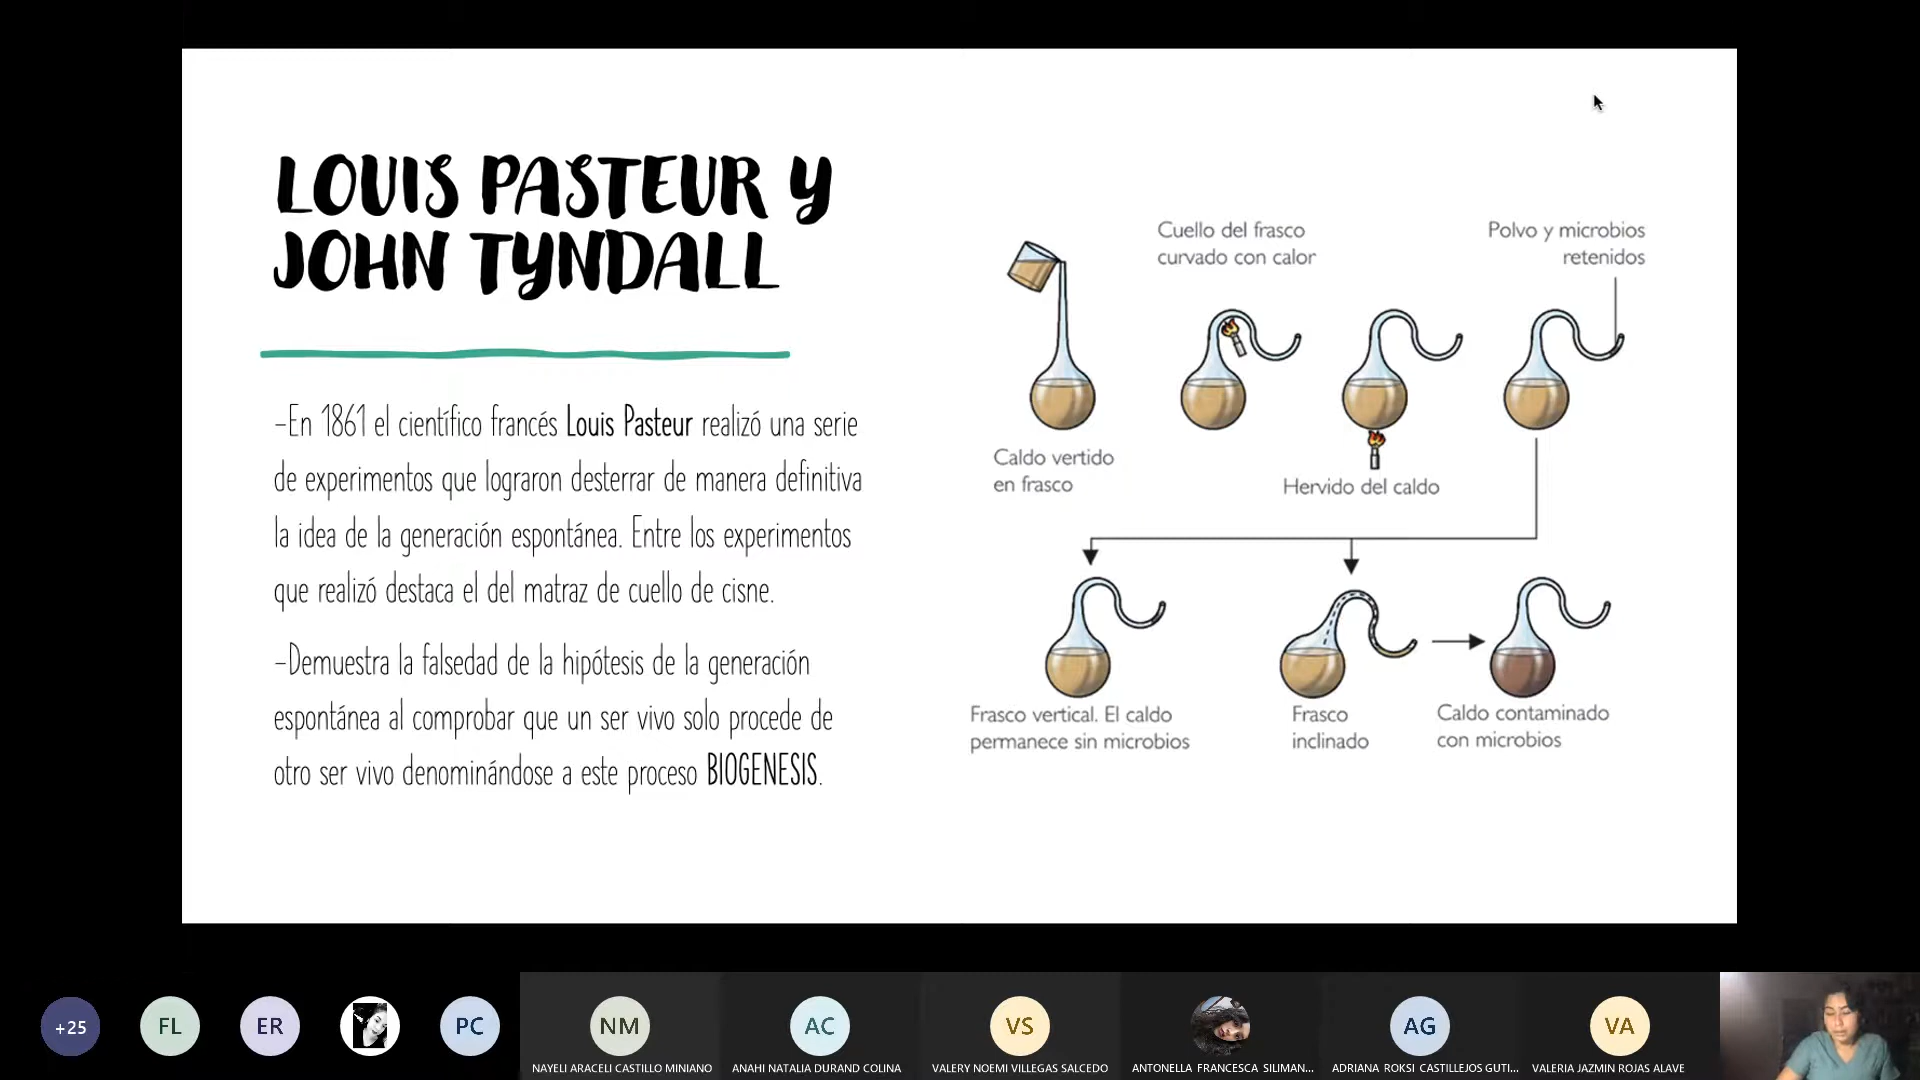 LOUIS PASTEUR Y
JOHN TYNDALL
-En 1861 el científico francés Louis Pasteur realizó una serie
de experimentos que lograron desterrar de manera definitiva
la idea de la generación espontánea. Entre los experimentos
que realizó destaca el del matraz de cuello de cisne.
-Demuestra la falsedad de la hipótesis de la generación
espontánea al comprobar que un ser vivo solo procede de
otro ser vivo denominándose a este proceso BIOGENESIS.
Cuello del frasco
curvado con calor
Polvo y microbios
retenidos
Caldo vertido
en frasco
Hervido del caldo
Frasco vertical. El caldo
permanece sin microbios
Frasco
inclinado
Caldo contaminado
con microbios
+25
FL
ER
PC
NM
AC
VS
AG
VA
NAYELI ARACELI CASTILLO MINIANO
ANAHI NATALIA DURAND COLINA
VALERY NOEMI VILLEGAS SALCEDO
ANTONELLA FRANCESCA SILIMAN...
ADRIANA ROKSI CASTILLEJOS GUTI...
VALERIA JAZMIN ROJAS ALAVE